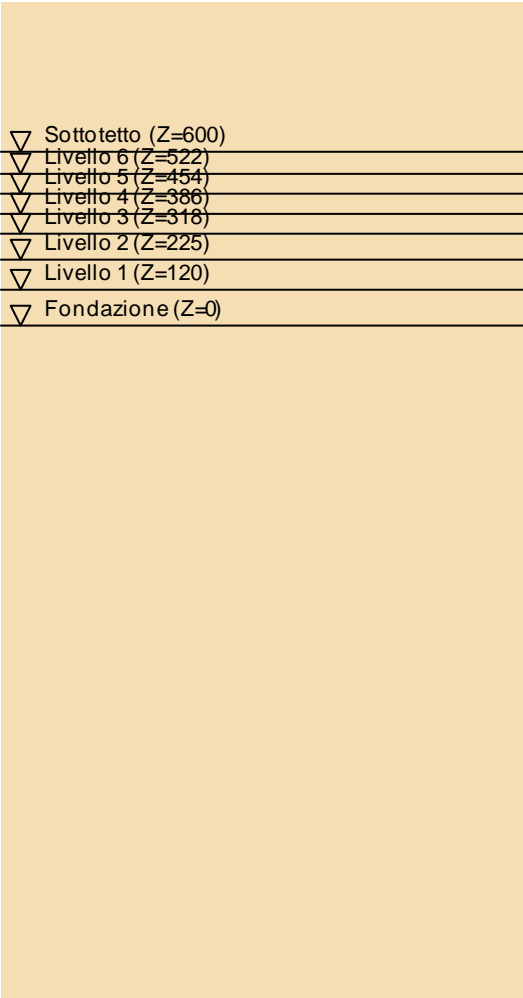 Sottotetto (Z=600)
Livello 6 (Z=522)
Livello 5 (Z=454)
Livello 4 (Z=386)
Livello 3 (Z=318)
Livello 2 (Z=225)
Livello 1 (Z=120)
Fondazione (Z=0)